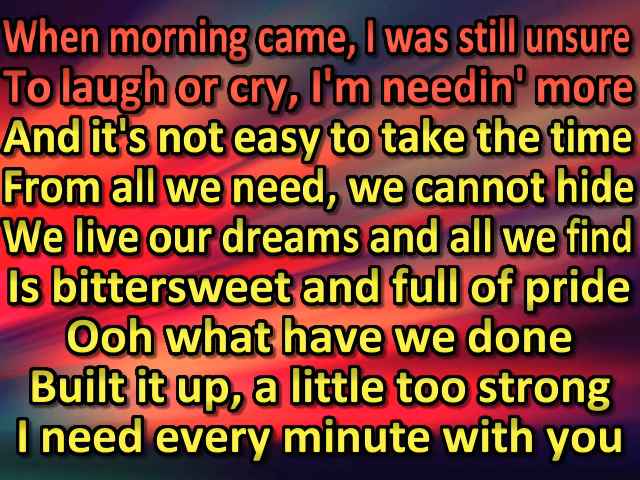 When morning came, I was still unsure
To laugh or cry, I'm needin' more
And it's not easy to take the time
From all we need, we cannot hide
We live our dreams and all we find
Is bittersweet and full of pride
Ooh what have we done
Built it up, a little too strong
I need every minute with you